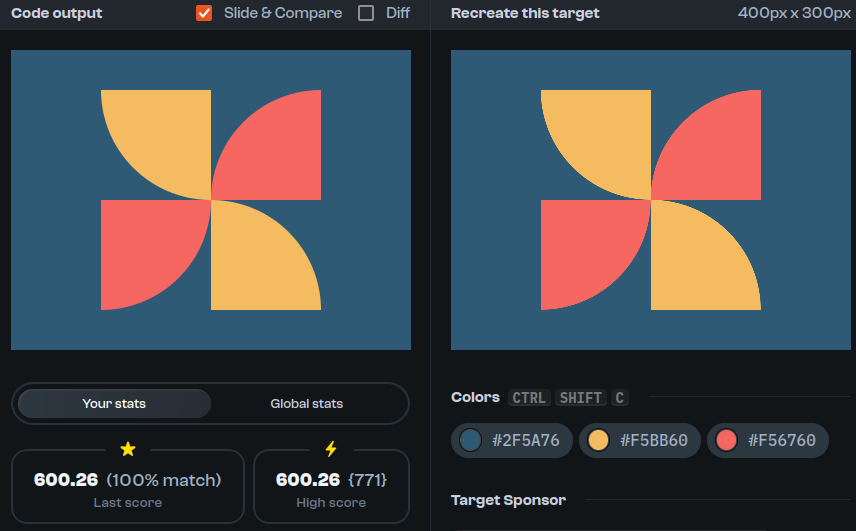 Code output
Slide & Compare
Diff
Recreate this target
400px x 300px
Your stats
Global stats
Colors CTRL SHIFT C
#2F5A76
#F5BB60
#F56760
600.26 (100% match)
Last score
600.26 {771}
High score
Target Sponsor